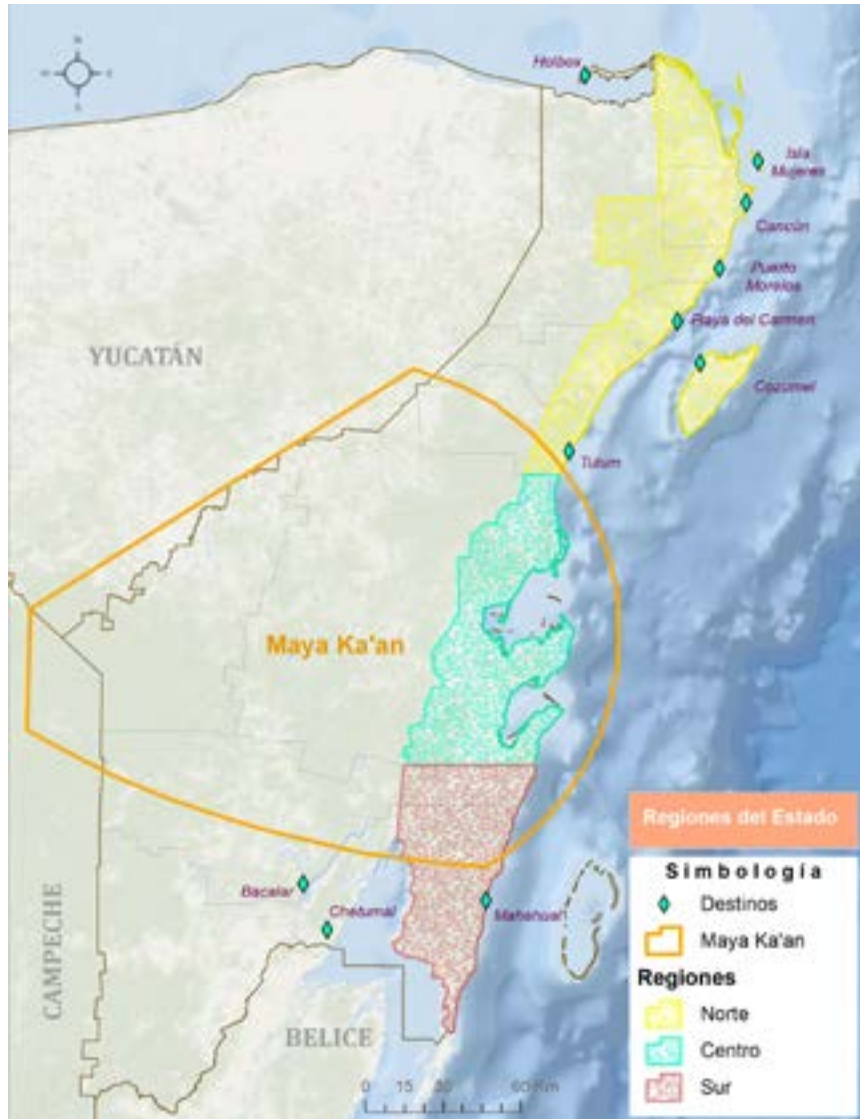 N
Holbox
Isla
Mujeres
Cancún
Puerto
Morelos
Playa del Carmen
YUCATÁN
Cozumel
Tulum
Maya Ka'an
Regiones del Estado
Simbología
Destinos
Maya Ka'an
Regiones
Norte
Centro
Sur
Bacalar
Chetumal
Mahahual
CAMPECHE
BELICE
0 15 30 60 Km